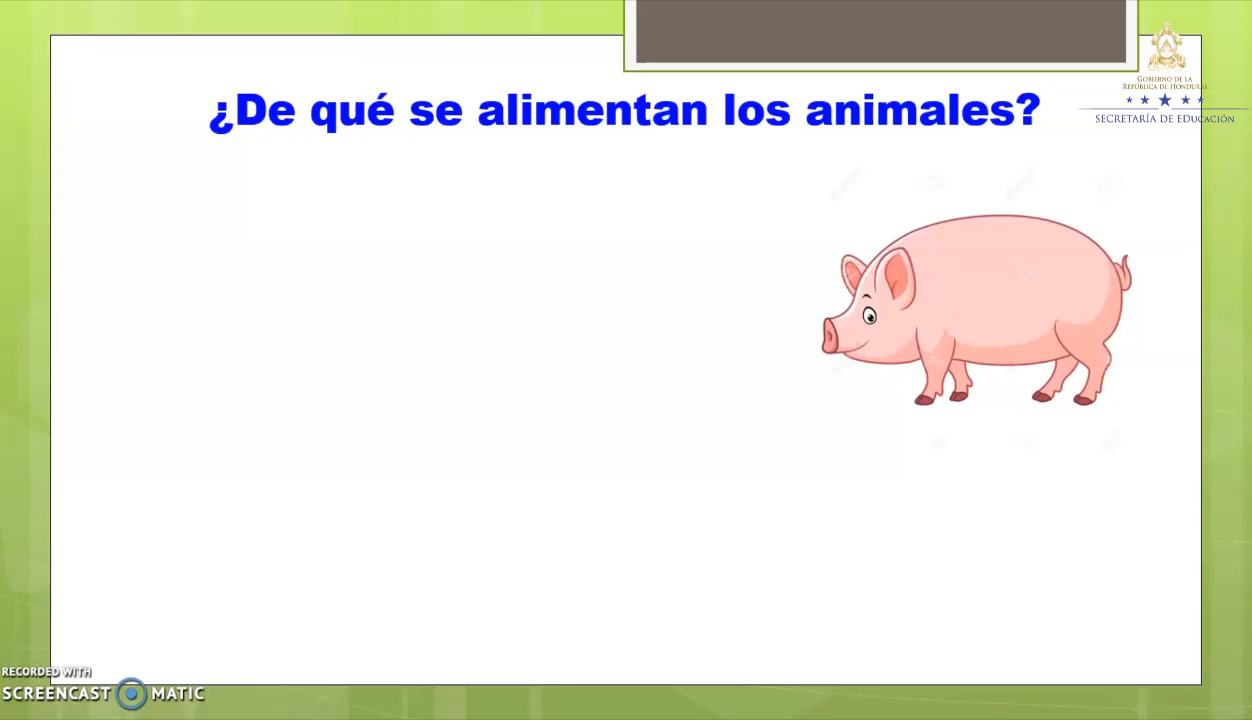 ¿De qué se alimentan los animales?
GOBIERNO DE LA
REPÚBLICA DE HONDURAS
SECRETARÍA DE EDUCACIÓN
RECORDED WITH
SCREENCAST MATIC